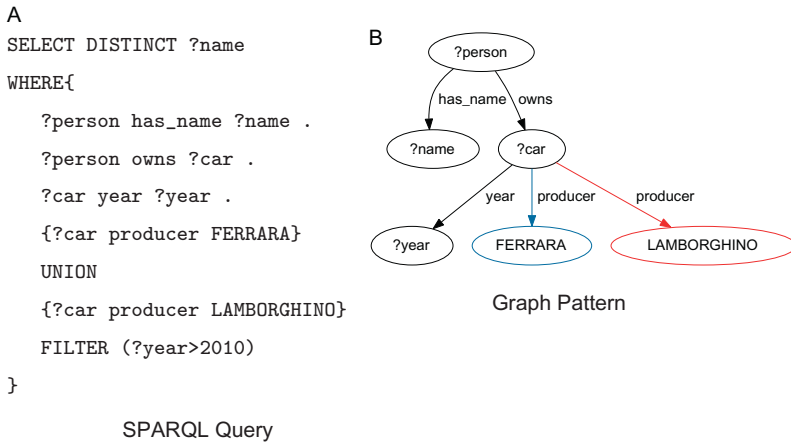 A
SELECT DISTINCT ?name
WHERE{
?person has_name ?name .
?person owns ?car .
?car year ?year .
{?car producer FERRARA}
UNION
{?car producer LAMBORGHINO}
FILTER (?year>2010)
}
SPARQL Query
B
?person
has_name owns
?name ?car
year producer producer
?year FERRARA LAMBORGHINO
Graph Pattern